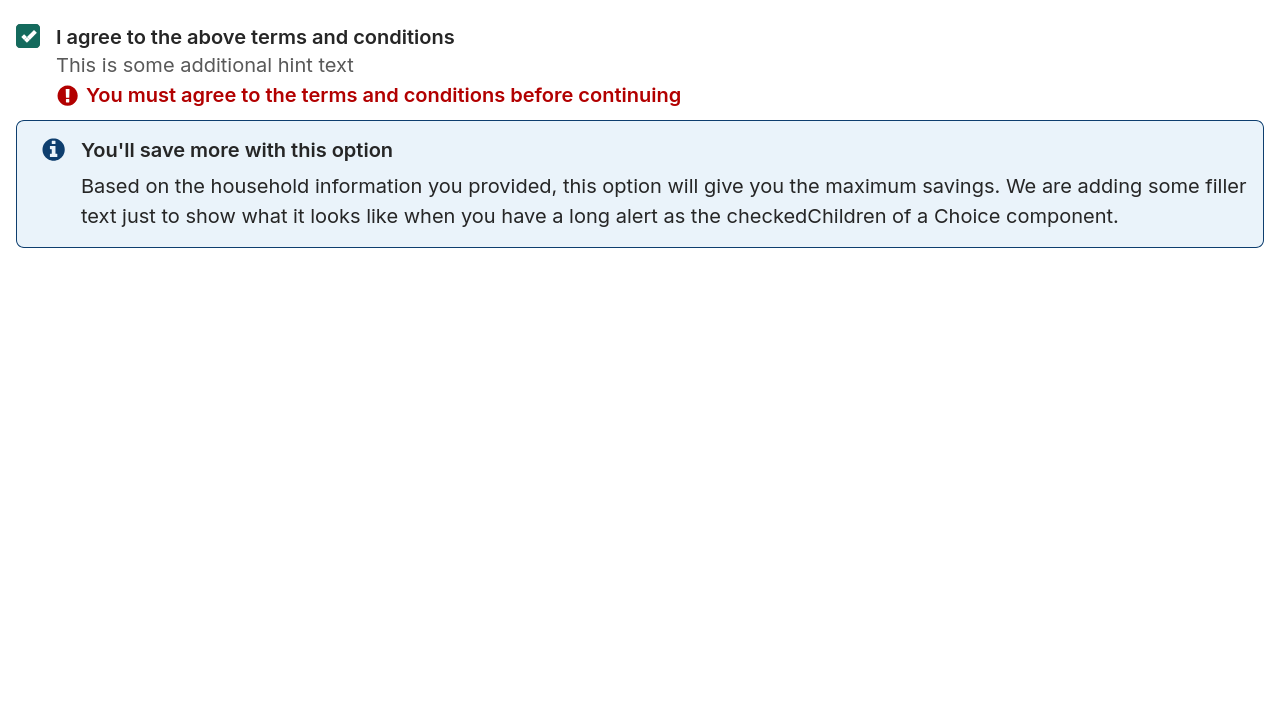 I agree to the above terms and conditions
This is some additional hint text
You must agree to the terms and conditions before continuing
You'll save more with this option
Based on the household information you provided, this option will give you the maximum savings. We are adding some filler
text just to show what it looks like when you have a long alert as the checkedChildren of a Choice component.